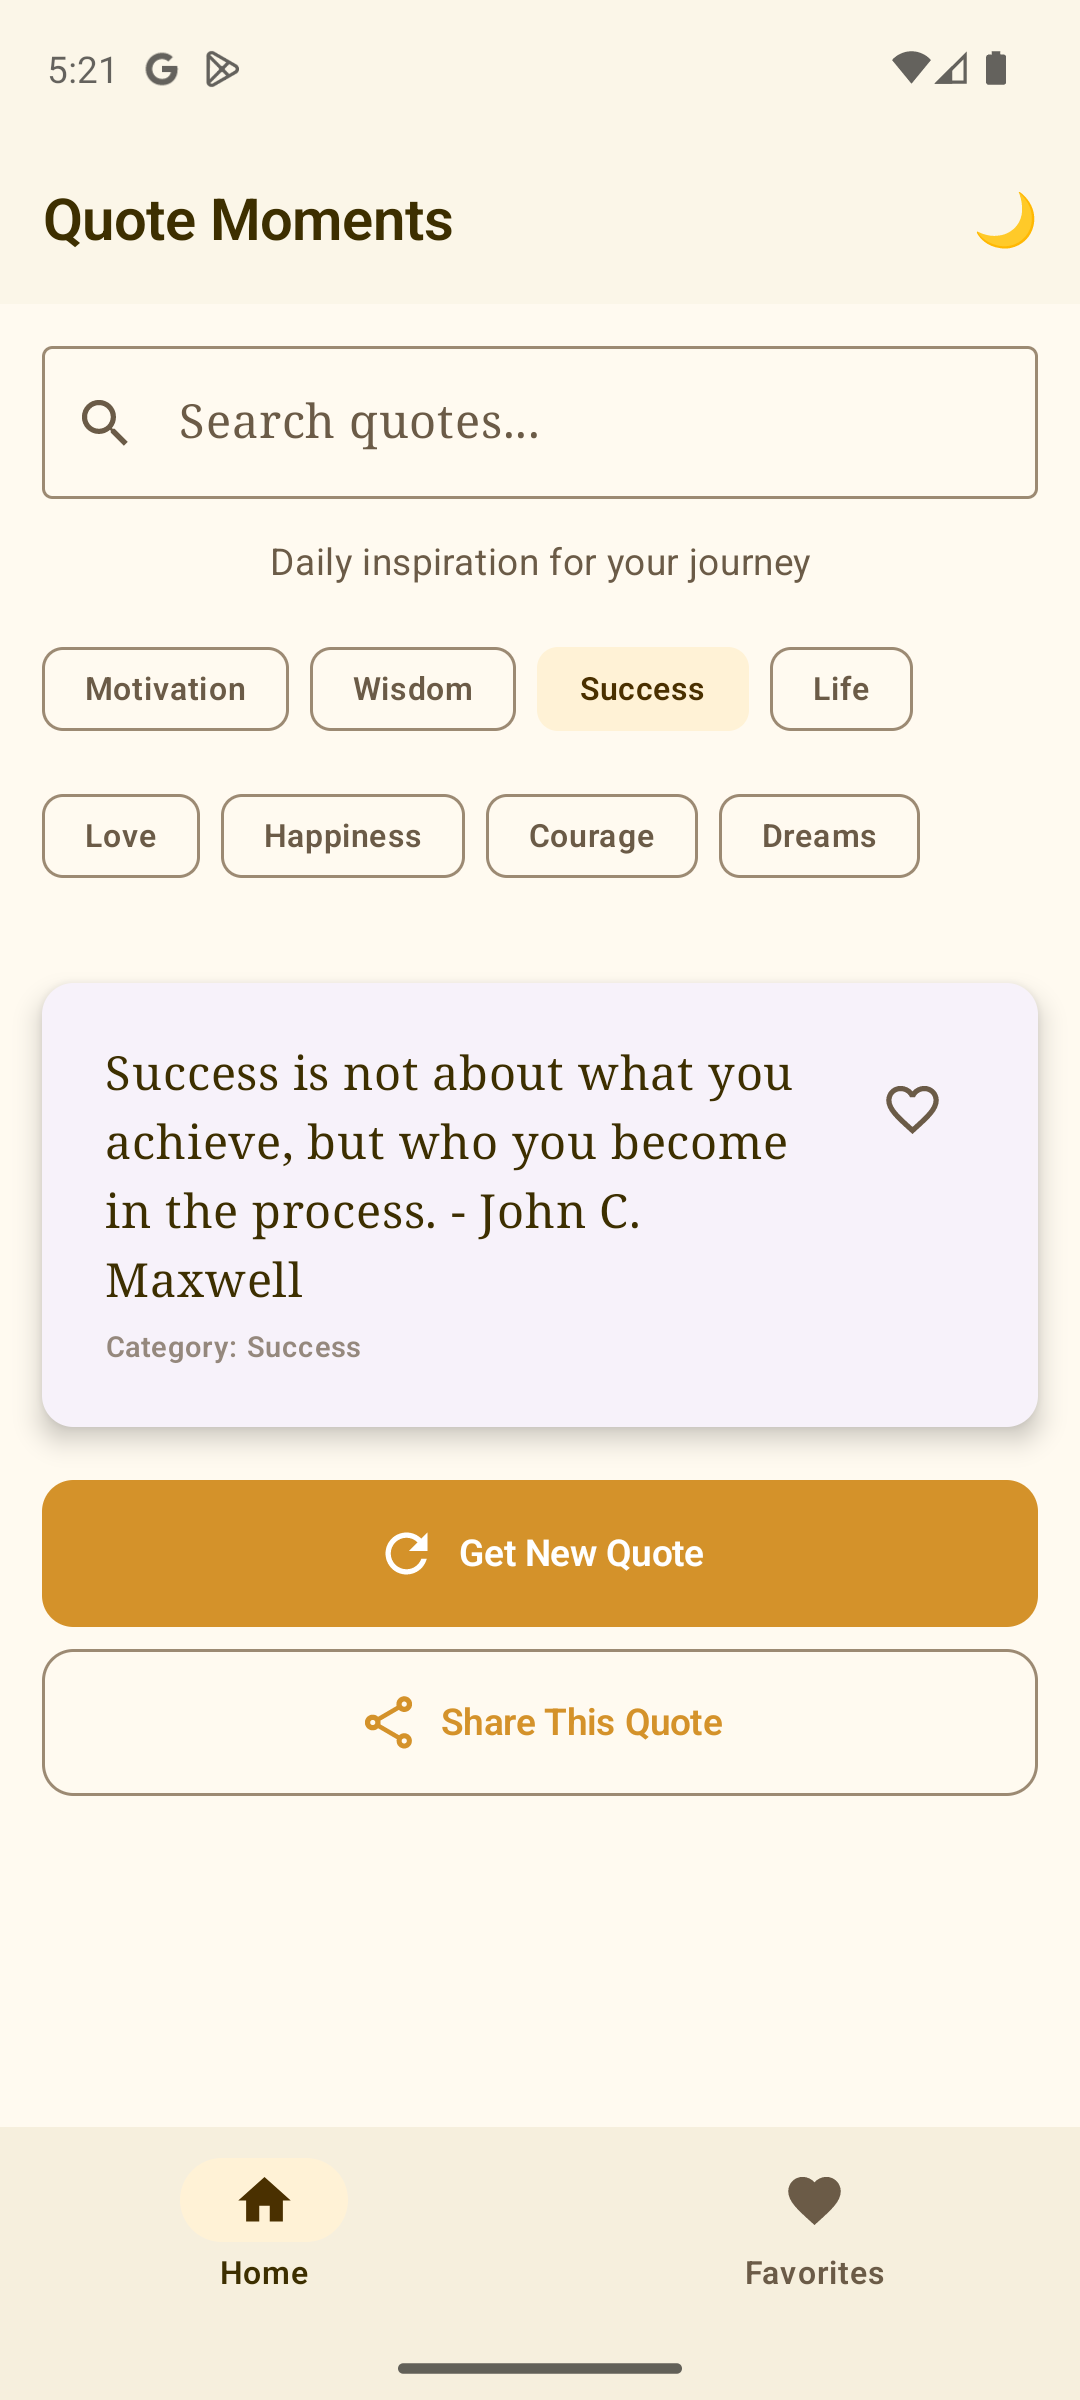 5:21
Quote Moments
Search quotes...
Daily inspiration for your journey
Motivation
Wisdom
Success
Life
Love
Happiness
Courage
Dreams
Success is not about what you
achieve, but who you become
in the process. - John C.
Maxwell
Category: Success
Get New Quote
Share This Quote
Home
Favorites